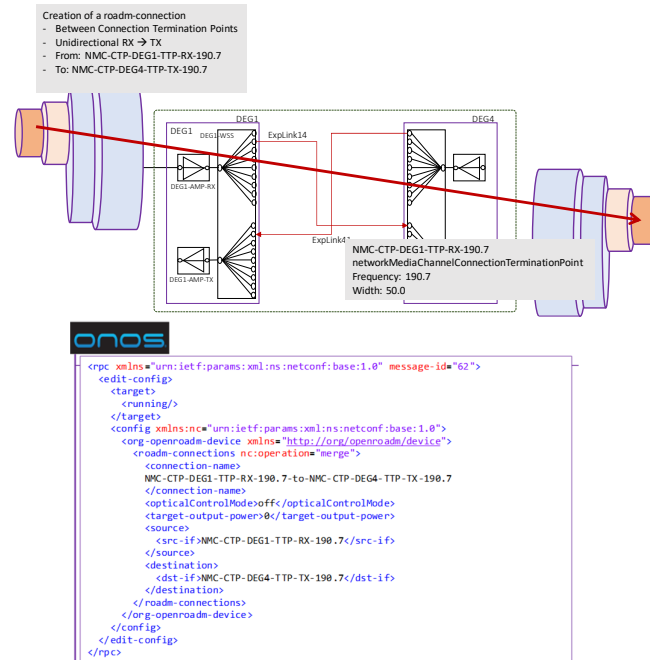 Creation of a roadm-connection
- Between Connection Termination Points
- Unidirectional RX → TX
- From: NMC-CTP-DEG1-TTP-RX-190.7
- To: NMC-CTP-DEG4-TTP-TX-190.7
DEG1
DEG4
DEG1
DEG1-WSS
ExpLink14
DEG1-AMP-RX
ExpLink41
DEG1-AMP-TX
NMC-CTP-DEG1-TTP-RX-190.7
networkMediaChannelConnectionTerminationPoint
Frequency: 190.7
Width: 50.0
onos
<rpc xmlns="urn:ietf:params:xml:ns:netconf:base:1.0" message-id="62">
<edit-config>
<target>
<running/>
</target>
<config xmlns:nc="urn:ietf:params:xml:ns:netconf:base:1.0">
<org-openroadm-device xmlns="http://org/openroadm/device">
<roadm-connections nc:operation="merge">
<connection-name>
NMC-CTP-DEG1-TTP-RX-190.7-to-NMC-CTP-DEG4-TTP-TX-190.7
</connection-name>
<opticalControlMode>off</opticalControlMode>
<target-output-power>0</target-output-power>
<source>
<src-if>NMC-CTP-DEG1-TTP-RX-190.7</src-if>
</source>
<destination>
<dst-if>NMC-CTP-DEG4-TTP-TX-190.7</dst-if>
</destination>
</roadm-connections>
</org-openroadm-device>
</config>
</edit-config>
</rpc>